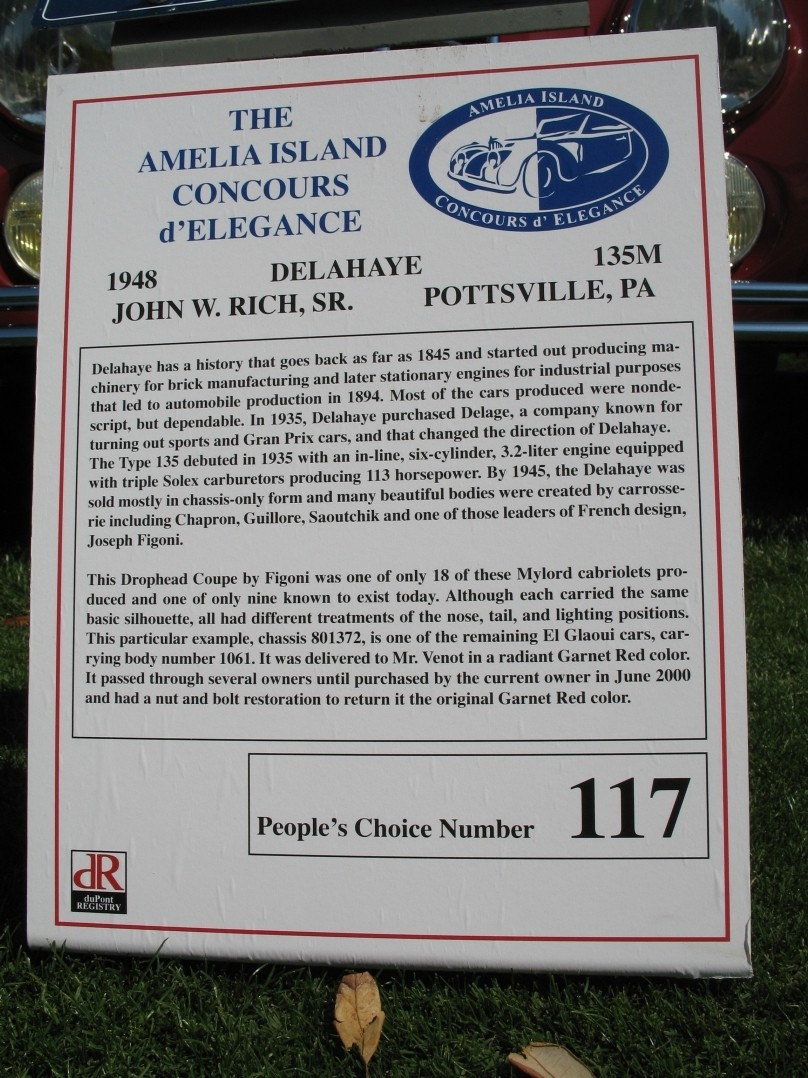 THE
AMELIA ISLAND
CONCOURS
d'ELEGANCE
AMELIA ISLAND
CONCOURS d' ELEGANCE
1948 DELAHAYE 135M
JOHN W. RICH, SR. POTTSVILLE, PA
Delahaye has a history that goes back as far as 1845 and started out producing ma-
chinery for brick manufacturing and later stationary engines for industrial purposes
that led to automobile production in 1894. Most of the cars produced were nonde-
script, but dependable. In 1935, Delahaye purchased Delage, a company known for
turning out sports and Gran Prix cars, and that changed the direction of Delahaye.
The Type 135 debuted in 1935 with an in-line, six-cylinder, 3.2-liter engine equipped
with triple Solex carburetors producing 113 horsepower. By 1945, the Delahaye was
sold mostly in chassis-only form and many beautiful bodies were created by carrosse-
rie including Chapron, Guillore, Saoutchik and one of those leaders of French design,
Joseph Figoni.
This Drophead Coupe by Figoni was one of only 18 of these Mylord cabriolets pro-
duced and one of only nine known to exist today. Although each carried the same
basic silhouette, all had different treatments of the nose, tail, and lighting positions.
This particular example, chassis 801372, is one of the remaining El Glaoui cars, car-
rying body number 1061. It was delivered to Mr. Venot in a radiant Garnet Red color.
It passed through several owners until purchased by the current owner in June 2000
and had a nut and bolt restoration to return it the original Garnet Red color.
People's Choice Number 117
dR
duPont
REGISTRY